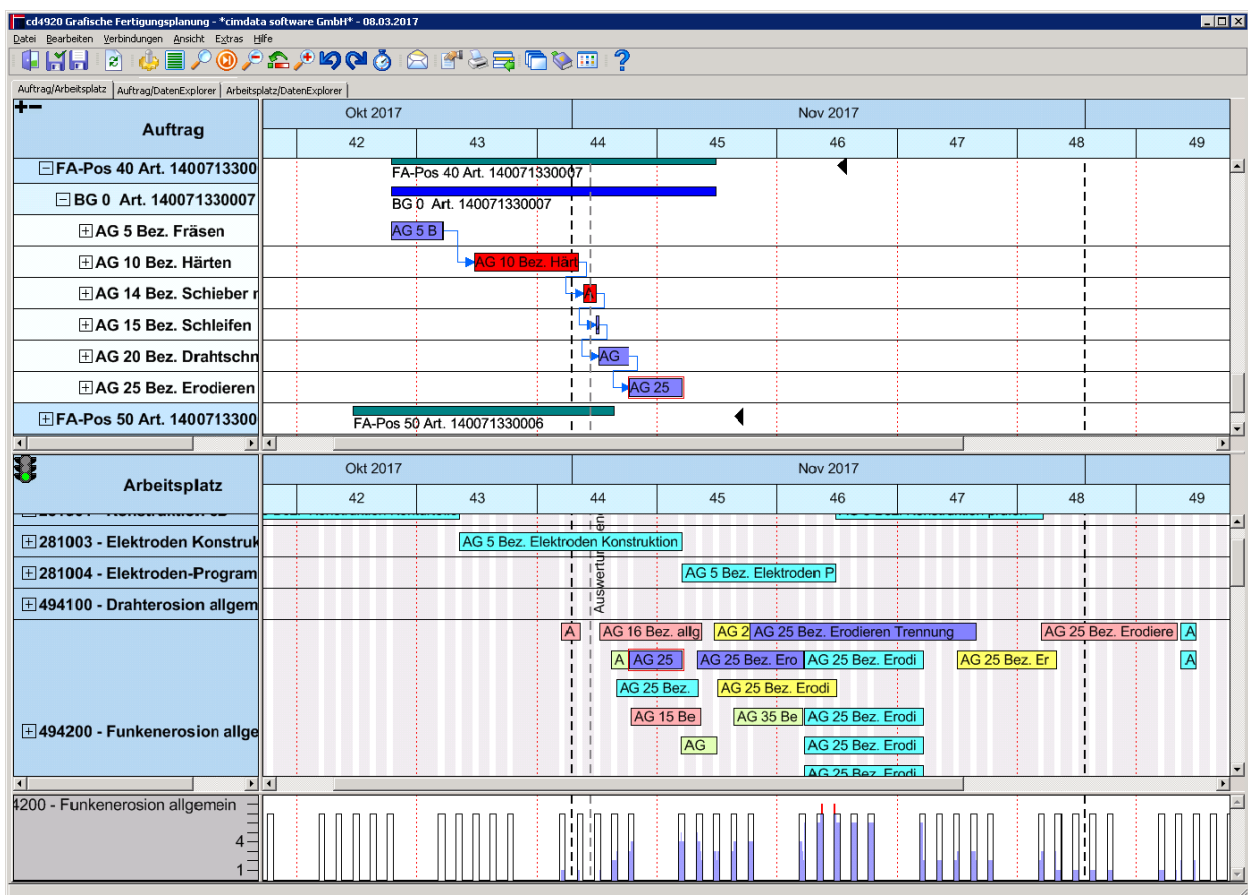 cd4920 Grafische Fertigungsplanung - *cimdata software GmbH* - 08.03.2017
Datei Bearbeiten Verbindungen Ansicht Extras Hilfe
Auftrag/Arbeitsplatz Auftrag/DatenExplorer Arbeitsplatz/DatenExplorer
Auftrag
Okt 2017 Nov 2017
42 43 44 45 46 47 48 49
FA-Pos 40 Art. 1400713300
FA-Pos 40 Art. 140071330007
BG 0 Art. 140071330007
BG 0 Art. 140071330007
AG 5 Bez. Fräsen
AG 5 B
AG 10 Bez. Härten
AG 10 Bez. Härt
AG 14 Bez. Schieber
A
AG 15 Bez. Schleifen
AG 20 Bez. Drahtschn
AG
AG 25 Bez. Erodieren
AG 25
FA-Pos 50 Art. 1400713300
FA-Pos 50 Art. 140071330006
Arbeitsplatz
Okt 2017 Nov 2017
42 43 44 45 46 47 48 49
281003 - Elektroden Konstruk
AG 5 Bez. Elektroden Konstruktion
281004 - Elektroden-Program
AG 5 Bez. Elektroden P
494100 - Drahterosion allgem
494200 - Funkenerosion allge
A AG 16 Bez. allg AG 2 AG 25 Bez. Erodieren Trennung AG 25 Bez. Erodiere A
A AG 25 AG 25 Bez. Ero AG 25 Bez. Erodi AG 25 Bez. Er A
AG 25 Bez. AG 25 Bez. Erodi
AG 15 Be AG 35 Be AG 25 Bez. Erodi
AG AG 25 Bez. Erodi
AG 25 Bez. Erodi
4200 - Funkenerosion allgemein
4
1